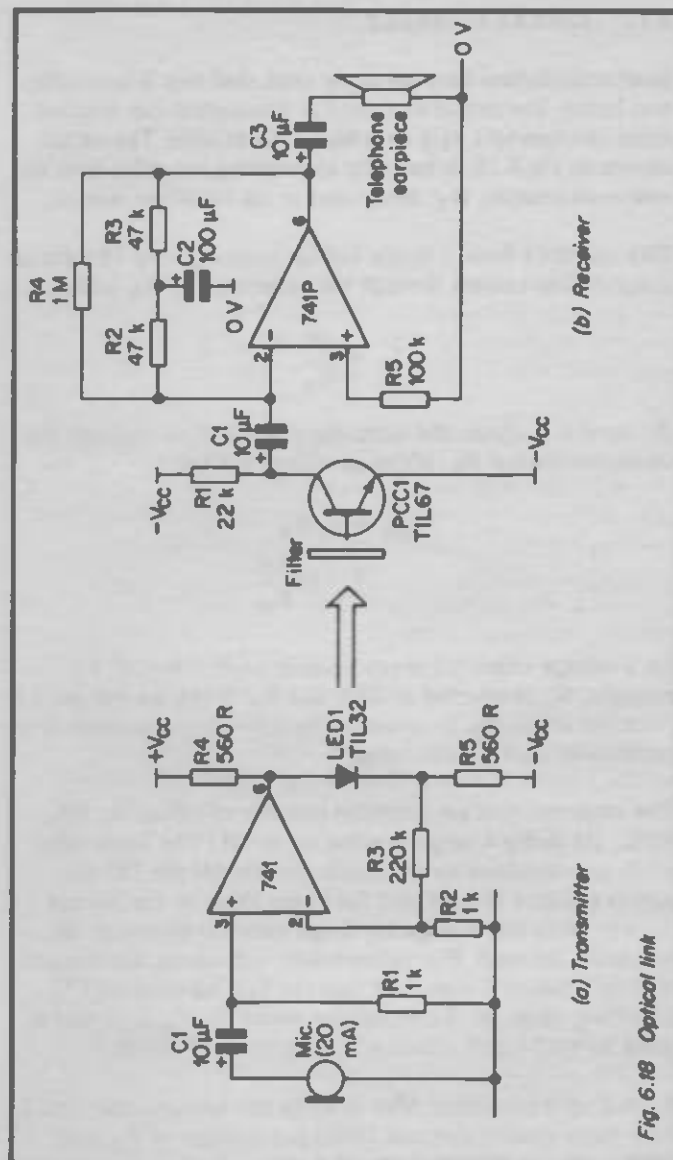 +Vcc
R4
560 R
C1
10 µF
+
3
+
741
6
2
−
LED1
TIL32
Mic.
(20
mA)
R1
1k
R3
220 k
R2
1k
R5
560 R
−Vcc
(a) Transmitter
R4
1 M
R2
47 k
R3
47 k
+
C2
100 µF
0 V
−Vcc
R1
22 k
C1
10 µF
+
2
−
741P
6
3
+
C3
10 µF
+
Filter
PCC1
TIL67
−Vcc
R5
100 k
Telephone
earpiece
0 V
(b) Receiver
Fig. 6.18 Optical link